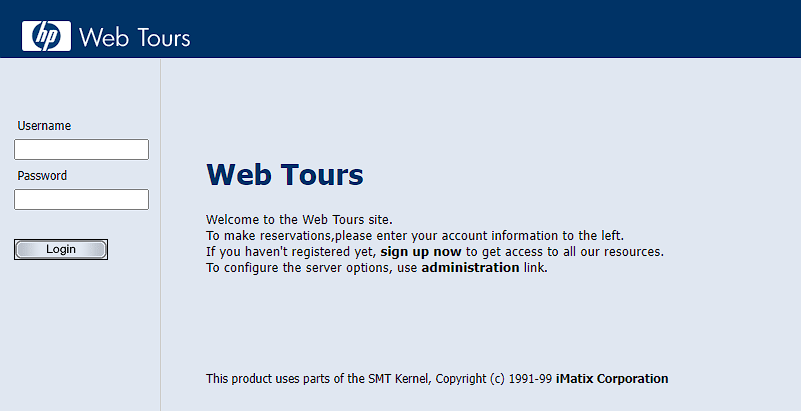 hp Web Tours
Username
Password
Login
Web Tours
Welcome to the Web Tours site.
To make reservations,please enter your account information to the left.
If you haven't registered yet, sign up now to get access to all our resources.
To configure the server options, use administration link.
This product uses parts of the SMT Kernel, Copyright (c) 1991-99 iMatix Corporation